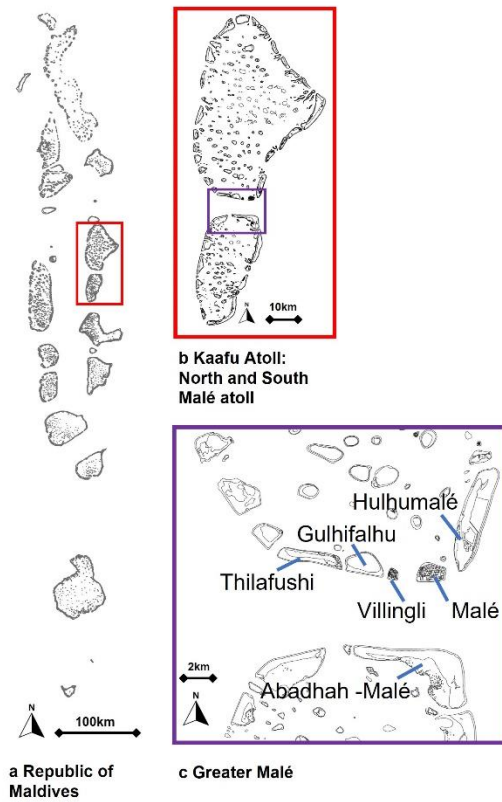 N
100km
a Republic of
Maldives
N
10km
b Kaafu Atoll:
North and South
Malé atoll
Hulhumalé
Gulhifalhu
Thilafushi
Villingli
Malé
2km
Abadhah -Malé
N
c Greater Malé